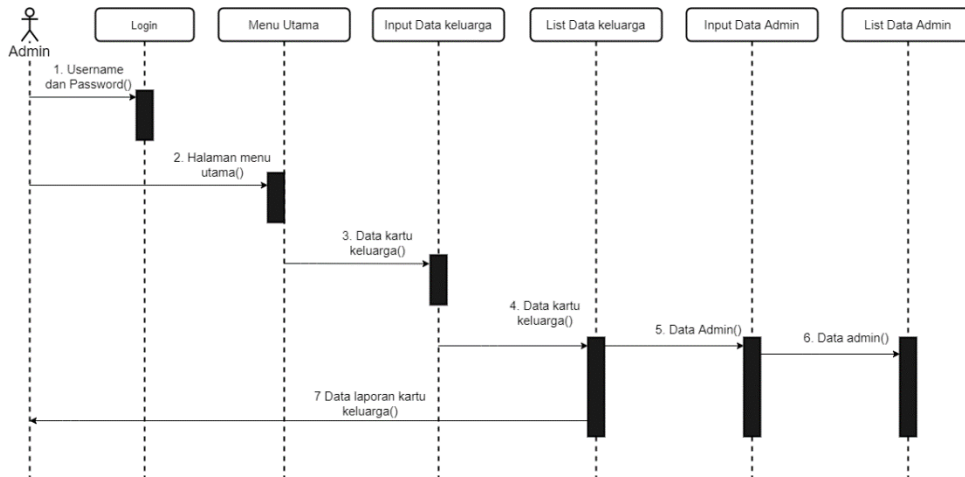 Admin
Login
Menu Utama
Input Data keluarga
List Data keluarga
Input Data Admin
List Data Admin
1. Username
dan Password()
2. Halaman menu
utama()
3. Data kartu
keluarga()
4. Data kartu
keluarga()
5. Data Admin()
6. Data admin()
7 Data laporan kartu
keluarga()